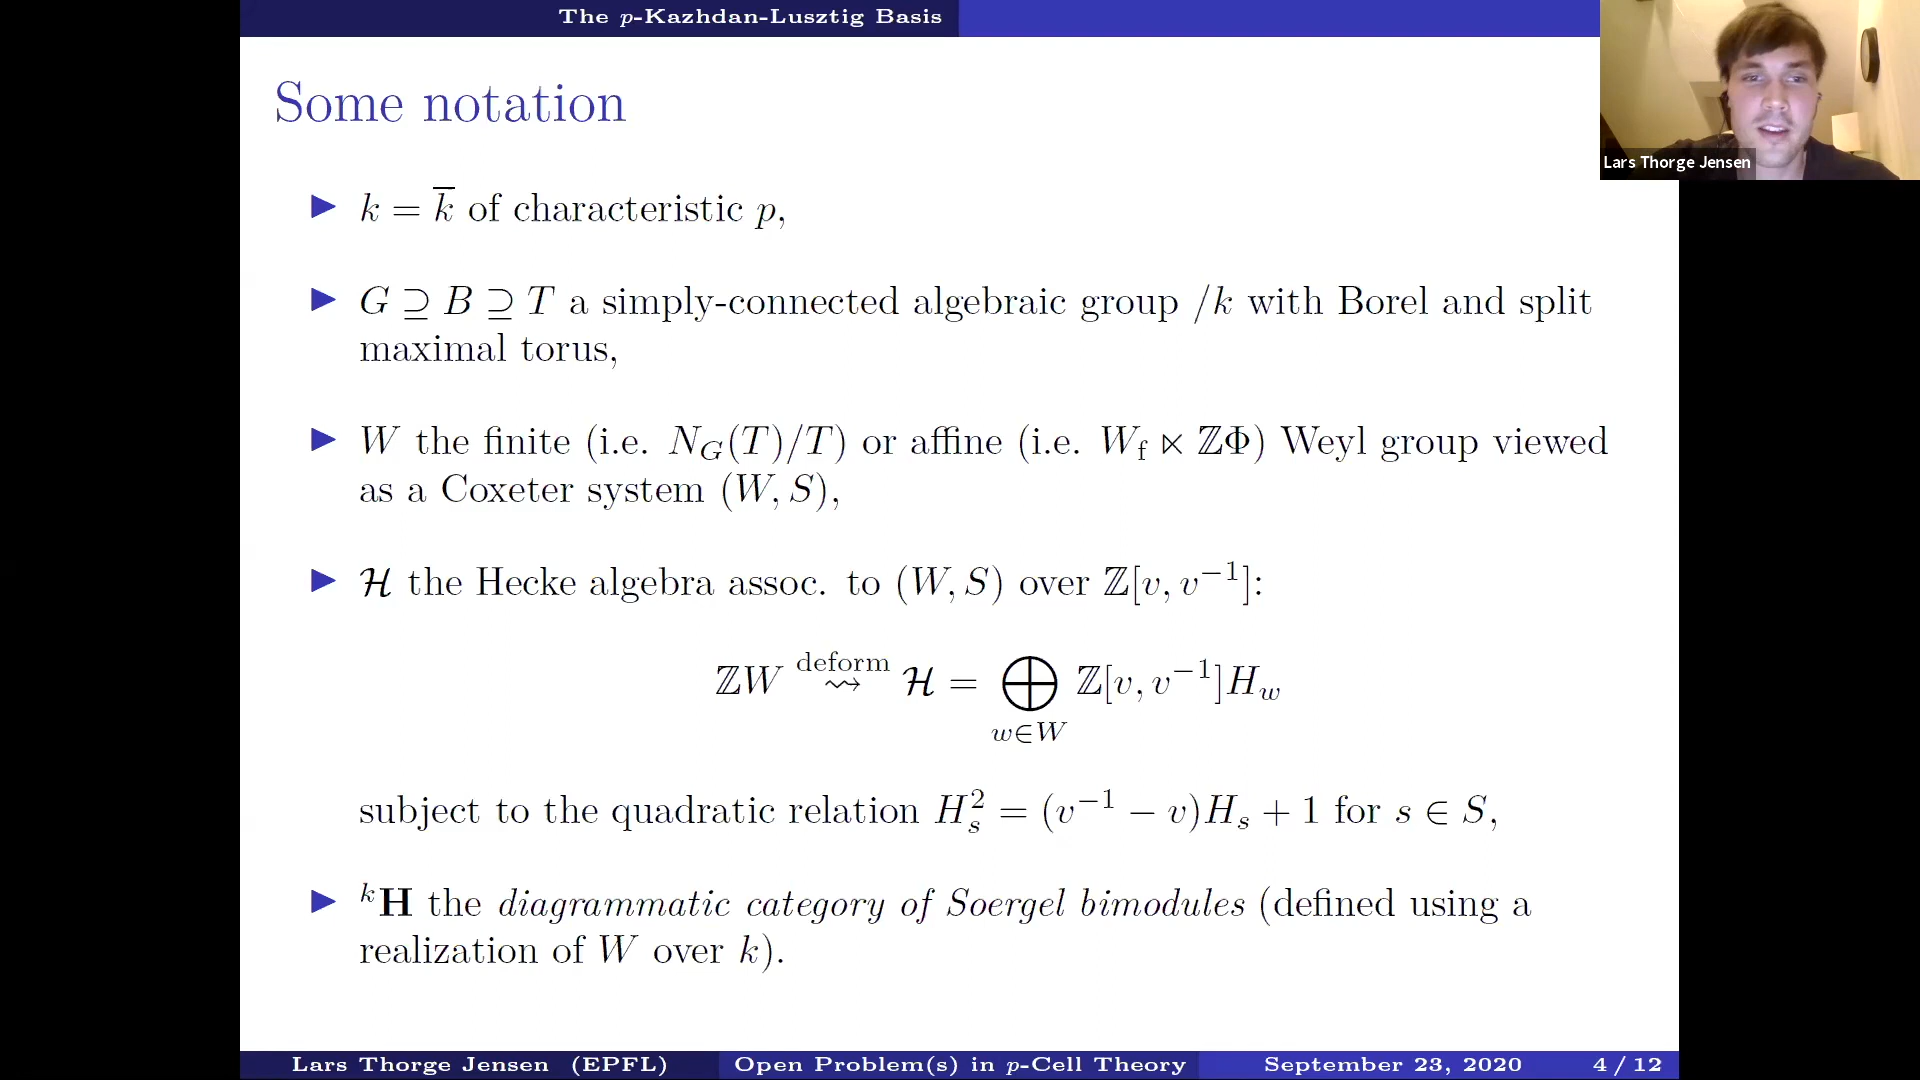 The p-Kazhdan-Lusztig Basis
Some notation
Lars Thorge Jensen
▶ k = k̅ of characteristic p,
▶ G ⊇ B ⊇ T a simply-connected algebraic group /k with Borel and split
maximal torus,
▶ W the finite (i.e. N_G(T)/T) or affine (i.e. W_f ⋉ ℤΦ) Weyl group viewed
as a Coxeter system (W, S),
▶ ℋ the Hecke algebra assoc. to (W, S) over ℤ[v, v⁻¹]:
ℤW deform ⇝ ℋ = ⨁_{w∈W} ℤ[v, v⁻¹]H_w
subject to the quadratic relation H_s² = (v⁻¹ − v)H_s + 1 for s ∈ S,
▶ ᵏ𝐇 the diagrammatic category of Soergel bimodules (defined using a
realization of W over k).
Lars Thorge Jensen (EPFL) Open Problem(s) in p-Cell Theory September 23, 2020 4 / 12